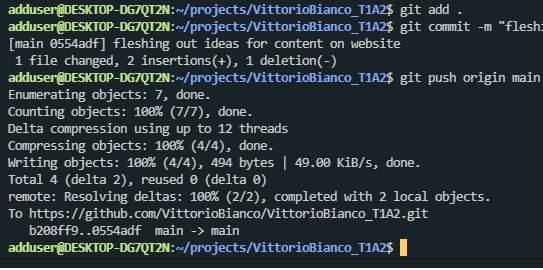 adduser@DESKTOP-DG7QT2N:~/projects/VittorioBianco_T1A2$ git add .
adduser@DESKTOP-DG7QT2N:~/projects/VittorioBianco_T1A2$ git commit -m "fleshi
[main 0554adf] fleshing out ideas for content on website
 1 file changed, 2 insertions(+), 1 deletion(-)
adduser@DESKTOP-DG7QT2N:~/projects/VittorioBianco_T1A2$ git push origin main
Enumerating objects: 7, done.
Counting objects: 100% (7/7), done.
Delta compression using up to 12 threads
Compressing objects: 100% (4/4), done.
Writing objects: 100% (4/4), 494 bytes | 49.00 KiB/s, done.
Total 4 (delta 2), reused 0 (delta 0)
remote: Resolving deltas: 100% (2/2), completed with 2 local objects.
To https://github.com/VittorioBianco/VittorioBianco_T1A2.git
   b208ff9..0554adf  main -> main
adduser@DESKTOP-DG7QT2N:~/projects/VittorioBianco_T1A2$